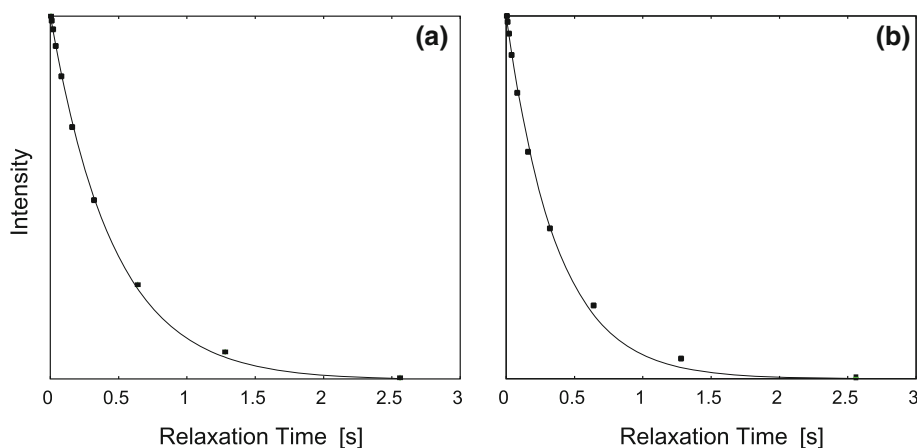 (a)
(b)
Intensity
0 0.5 1 1.5 2 2.5 3
0 0.5 1 1.5 2 2.5 3
Relaxation Time [s]
Relaxation Time [s]